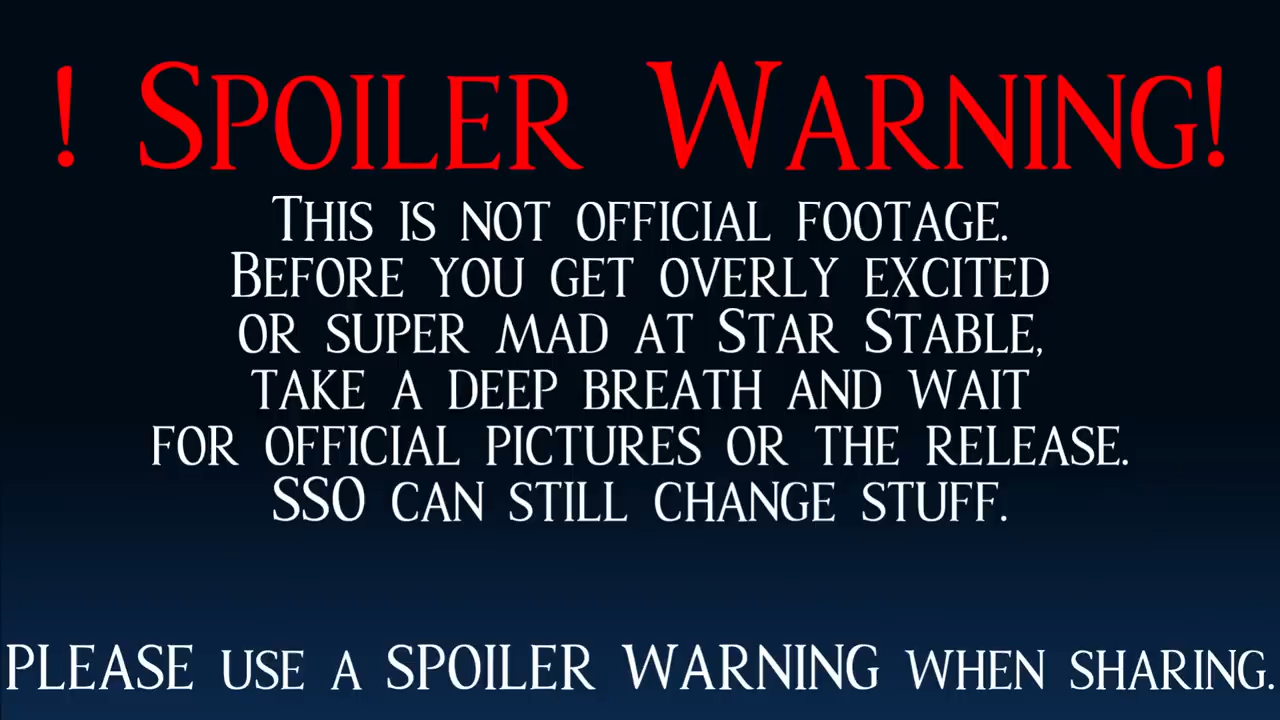 ! Spoiler Warning!
This is not official footage.
Before you get overly excited
or super mad at Star Stable,
take a deep breath and wait
for official pictures or the release.
SSO can still change stuff.
PLEASE use a SPOILER WARNING when sharing.